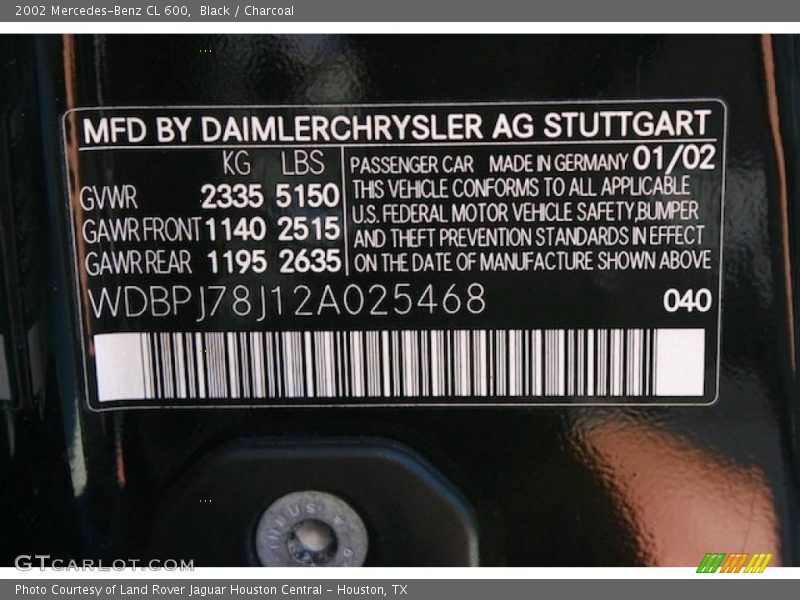 2002 Mercedes-Benz CL 600,  Black / Charcoal
MFD BY DAIMLERCHRYSLER AG STUTTGART
KG LBS
GVWR 2335 5150
GAWR FRONT 1140 2515
GAWR REAR 1195 2635
PASSENGER CAR MADE IN GERMANY 01/02
THIS VEHICLE CONFORMS TO ALL APPLICABLE
U.S. FEDERAL MOTOR VEHICLE SAFETY,BUMPER
AND THEFT PREVENTION STANDARDS IN EFFECT
ON THE DATE OF MANUFACTURE SHOWN ABOVE
WDBPJ78J12A025468 040
GTCARLOT.COM
Photo Courtesy of Land Rover Jaguar Houston Central - Houston, TX